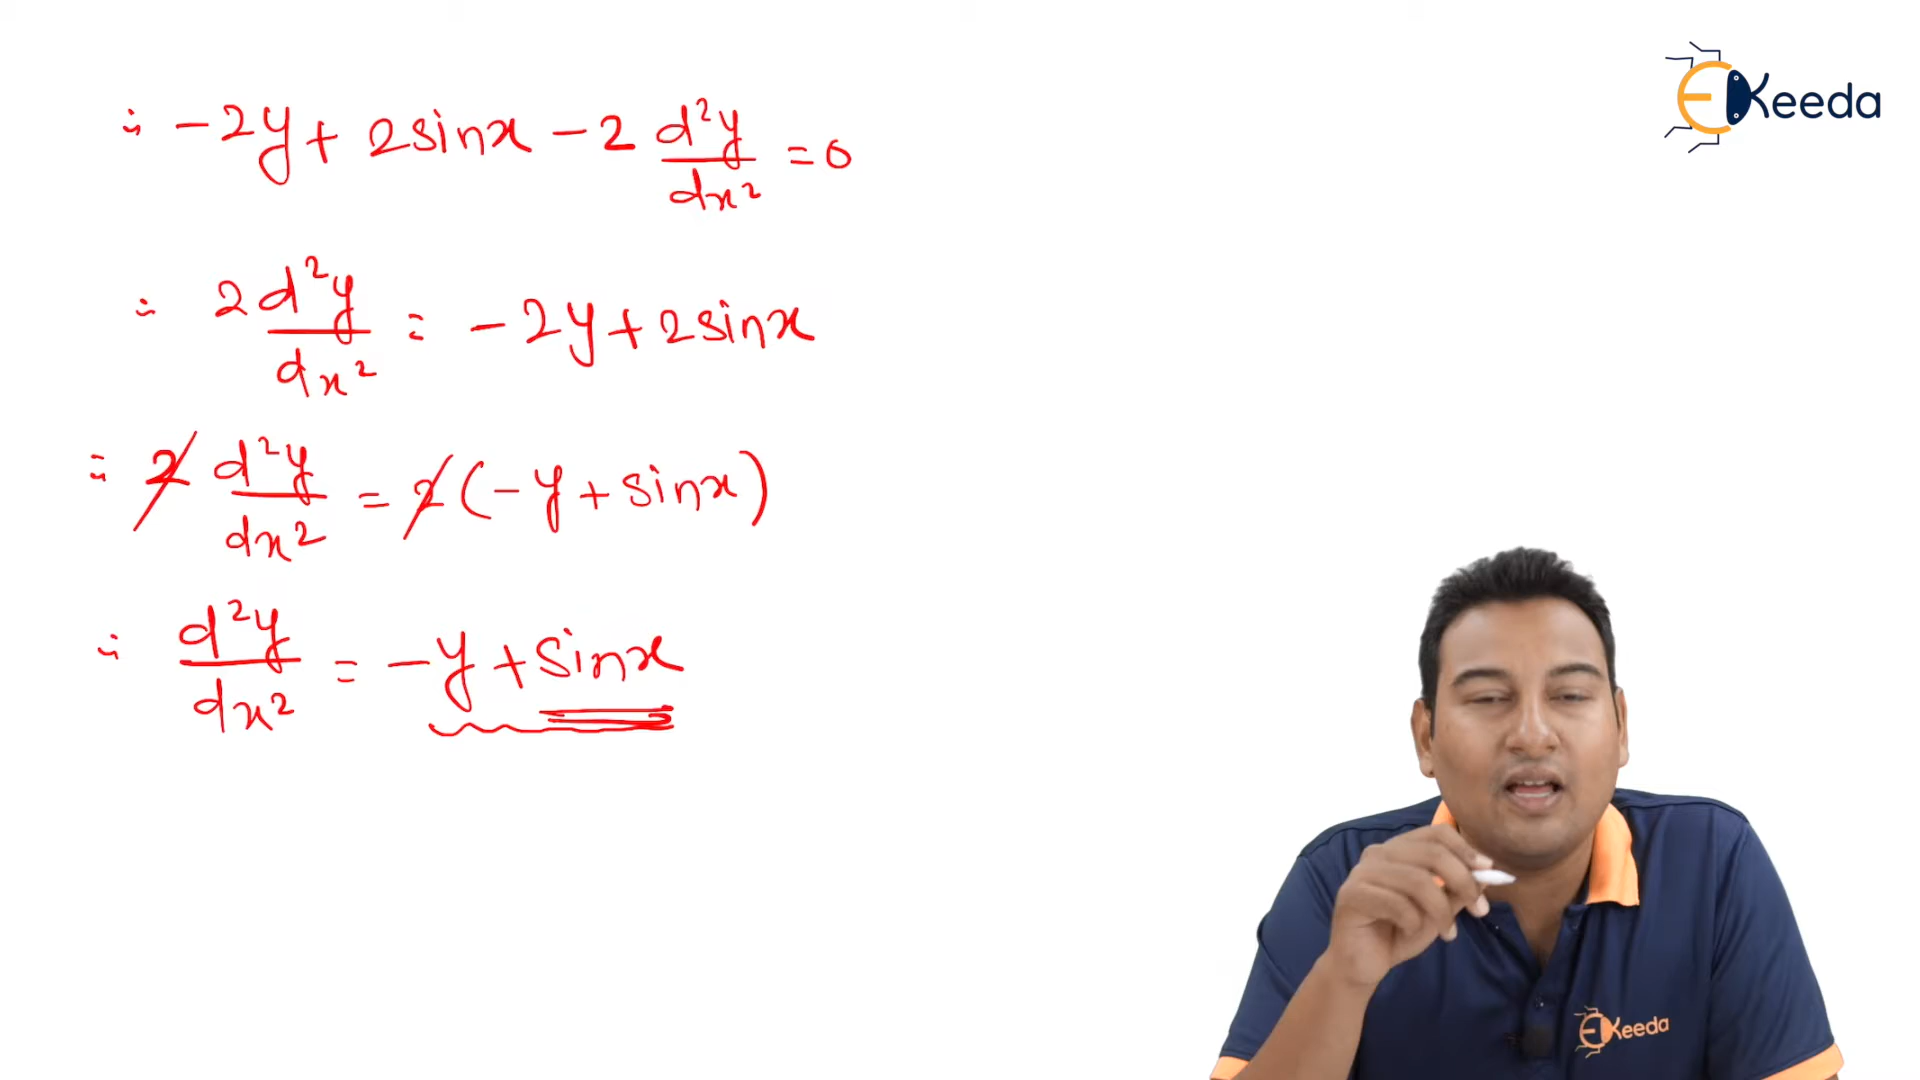 EKeeda
∴ -2y + 2sinx - 2 d²y/dx² = 0
∴ 2 d²y/dx² = -2y + 2sinx
∴ 2 d²y/dx² = 2(-y + sinx)
∴ d²y/dx² = -y + sinx
EKeeda